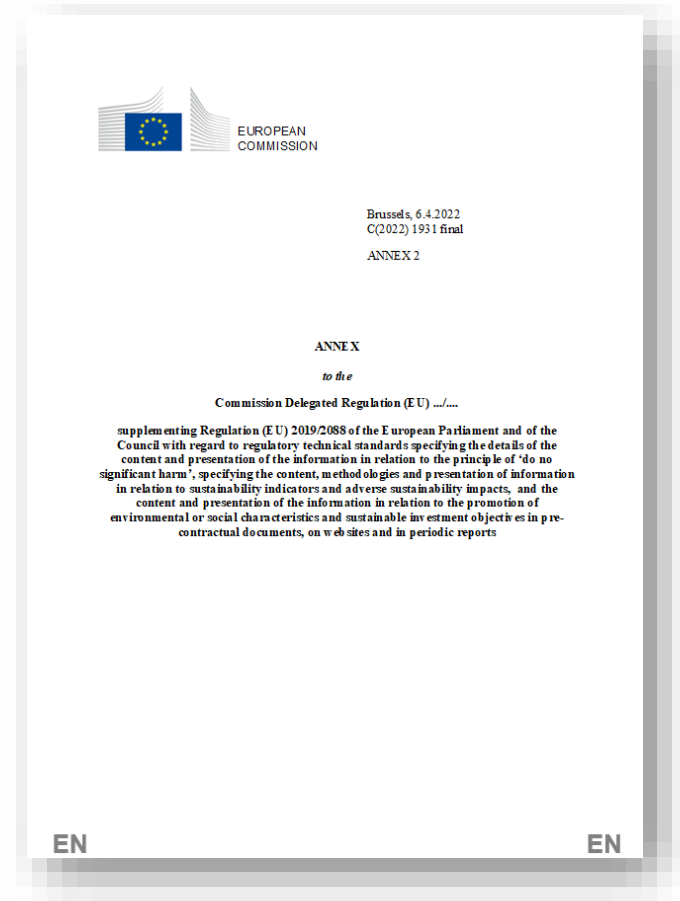 EUROPEAN
COMMISSION
Brussels, 6.4.2022
C(2022) 1931 final
ANNEX 2
ANNEX
to the
Commission Delegated Regulation (EU) .../....
supplementing Regulation (EU) 2019/2088 of the European Parliament and of the
Council with regard to regulatory technical standards specifying the details of the
content and presentation of the information in relation to the principle of ‘do no
significant harm’, specifying the content, methodologies and presentation of information
in relation to sustainability indicators and adverse sustainability impacts, and the
content and presentation of the information in relation to the promotion of
environmental or social characteristics and sustainable investment objectives in pre-
contractual documents, on websites and in periodic reports
EN EN